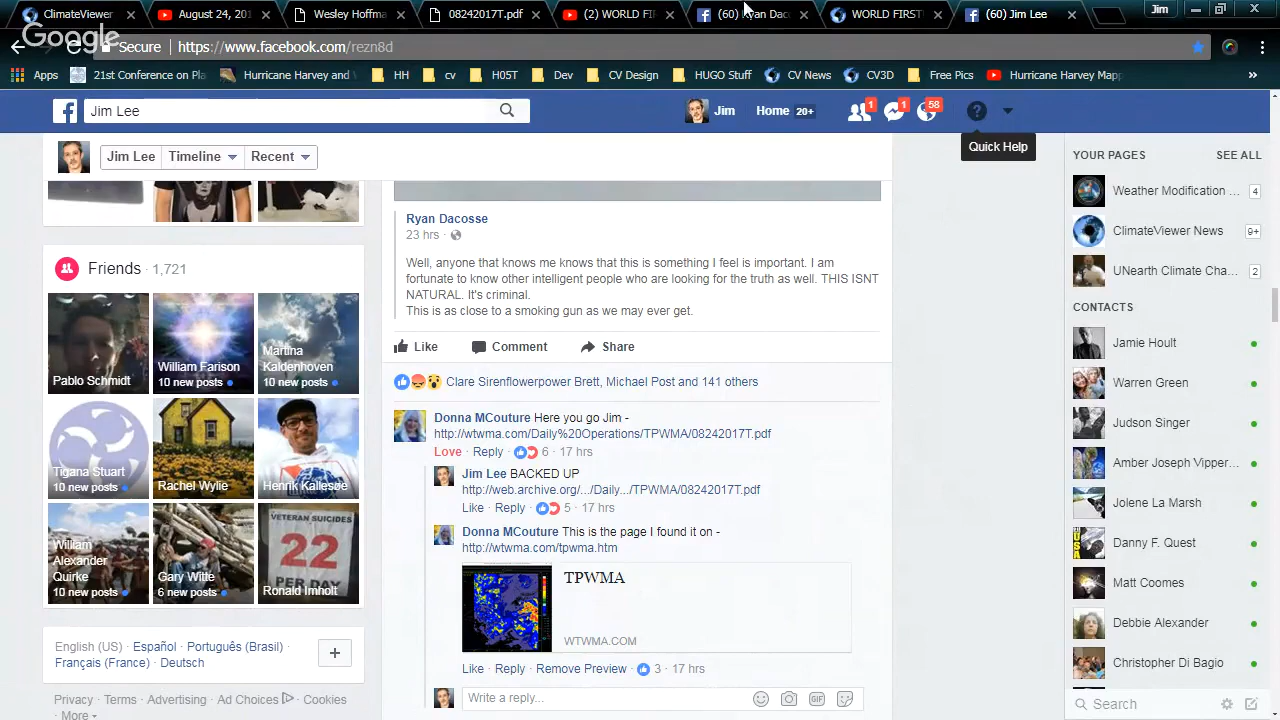 ClimateViewer
August 24, 201
Wesley Hoffma
08242017T.pdf
(2) WORLD FI
(60) Ryan Daco
WORLD FIRST
(60) Jim Lee
Jim
Google
Secure
https://www.facebook.com/rezn8d
Apps
21st Conference on Pla
Hurricane Harvey and
HH
cv
HOST
Dev
CV Design
HUD Stuff
CV News
CV3D
Free Pics
Hurricane Harvey Map
»
Jim Lee
Jim
Home 20+
1
1
58
?
Quick Help
Jim Lee
Timeline
Recent
Friends · 1,721
Pablo Schmidt
William Farison
10 new posts
Martina
Kaldenhoven
10 new posts
Tigana Stuart
10 new posts
Rachel Wylie
Henrik Kallesøe
William
Alexander
Quirke
10 new posts
Gary Witte
6 new posts
VETERAN SUICIDES
22
PER DAY
Ronald Imholt
English (US) · Español · Português (Brasil) ·
Français (France) · Deutsch
+
Privacy · Terms · Advertising · Ad Choices · Cookies
· More
Ryan Dacosse
23 hrs ·
Well, anyone that knows me knows that this is something I feel is important. I am
fortunate to know other intelligent people who are looking for the truth as well. THIS ISNT
NATURAL. It's criminal.
This is as close to a smoking gun as we may ever get.
Like
Comment
Share
Clare Sirenflowerpower Brett, Michael Post and 141 others
Donna MCouture Here you go Jim -
http://wtwma.com/Daily%20Operations/TPWMA/08242017T.pdf
Love · Reply · 6 · 17 hrs
Jim Lee BACKED UP
http://web.archive.org/.../Daily.../TPWMA/08242017T.pdf
Like · Reply · 5 · 17 hrs
Donna MCouture This is the page I found it on -
http://wtwma.com/tpwma.htm
TPWMA
WTWMA.COM
Like · Reply · Remove Preview · 3 · 17 hrs
Write a reply...
GIF
YOUR PAGES
SEE ALL
Weather Modification ...
4
ClimateViewer News
9+
UNearth Climate Cha...
2
CONTACTS
Jamie Hoult
Warren Green
Judson Singer
Amber Joseph Vipper...
Jolene La Marsh
Danny F. Quest
Matt Coomes
Debbie Alexander
Christopher Di Bagio
Search